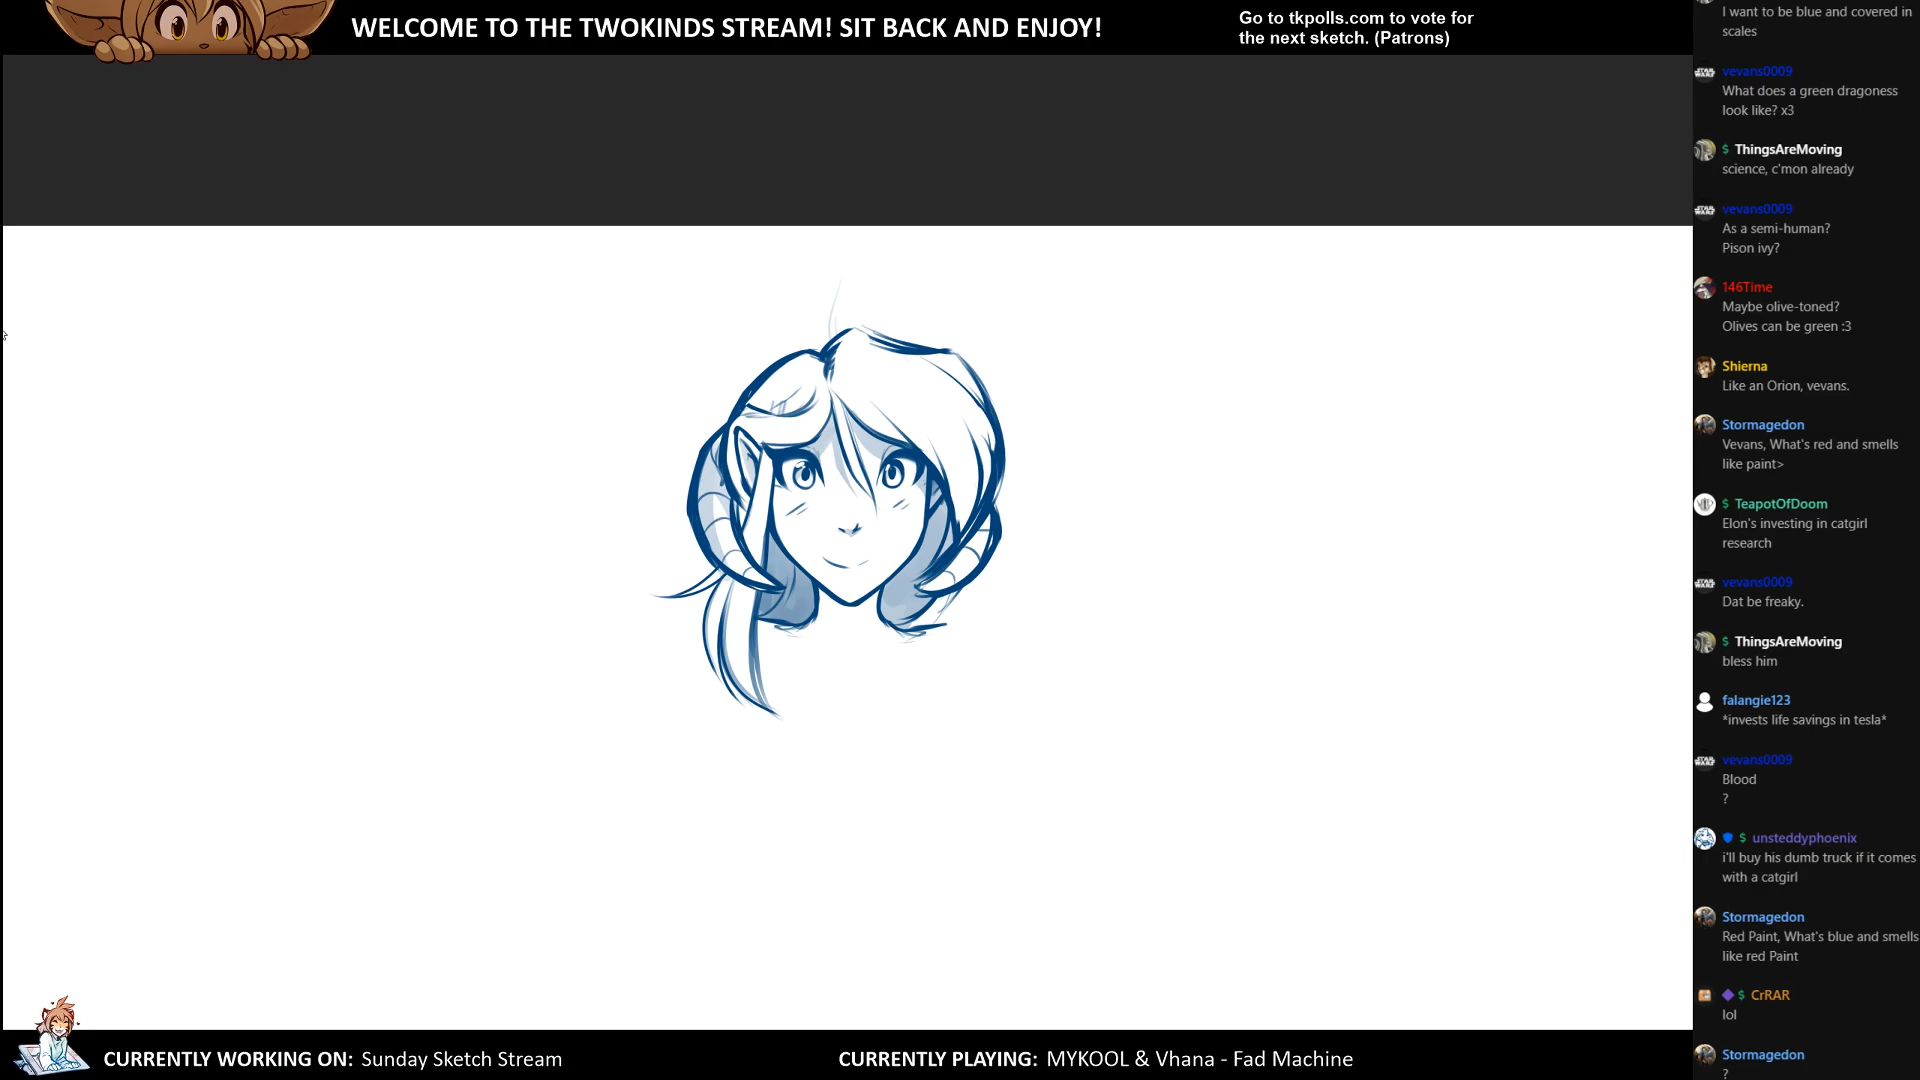 WELCOME TO THE TWOKINDS STREAM! SIT BACK AND ENJOY!
Go to tkpolls.com to vote for
the next sketch. (Patrons)
I want to be blue and covered in
scales
vevans0009
What does a green dragoness
look like? x3
$ ThingsAreMoving
science, c'mon already
vevans0009
As a semi-human?
Pison ivy?
146Time
Maybe olive-toned?
Olives can be green :3
Shierna
Like an Orion, vevans.
Stormagedon
Vevans, What's red and smells
like paint>
$ TeapotOfDoom
Elon's investing in catgirl
research
vevans0009
Dat be freaky.
$ ThingsAreMoving
bless him
falangie123
*invests life savings in tesla*
vevans0009
Blood
?
$ unsteddyphoenix
i'll buy his dumb truck if it comes
with a catgirl
Stormagedon
Red Paint, What's blue and smells
like red Paint
$ CrRAR
lol
Stormagedon
?
CURRENTLY WORKING ON: Sunday Sketch Stream
CURRENTLY PLAYING: MYKOOL & Vhana - Fad Machine